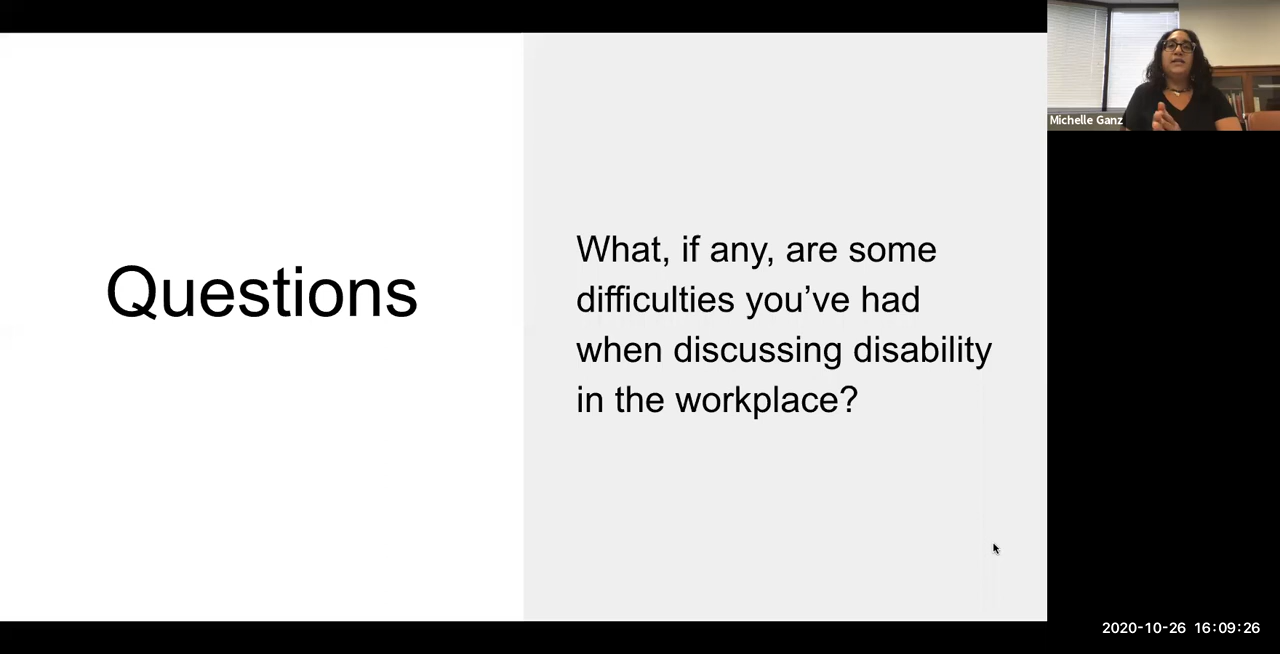 Questions
What, if any, are some
difficulties you’ve had
when discussing disability
in the workplace?
Michelle Ganz
2020-10-26 16:09:26